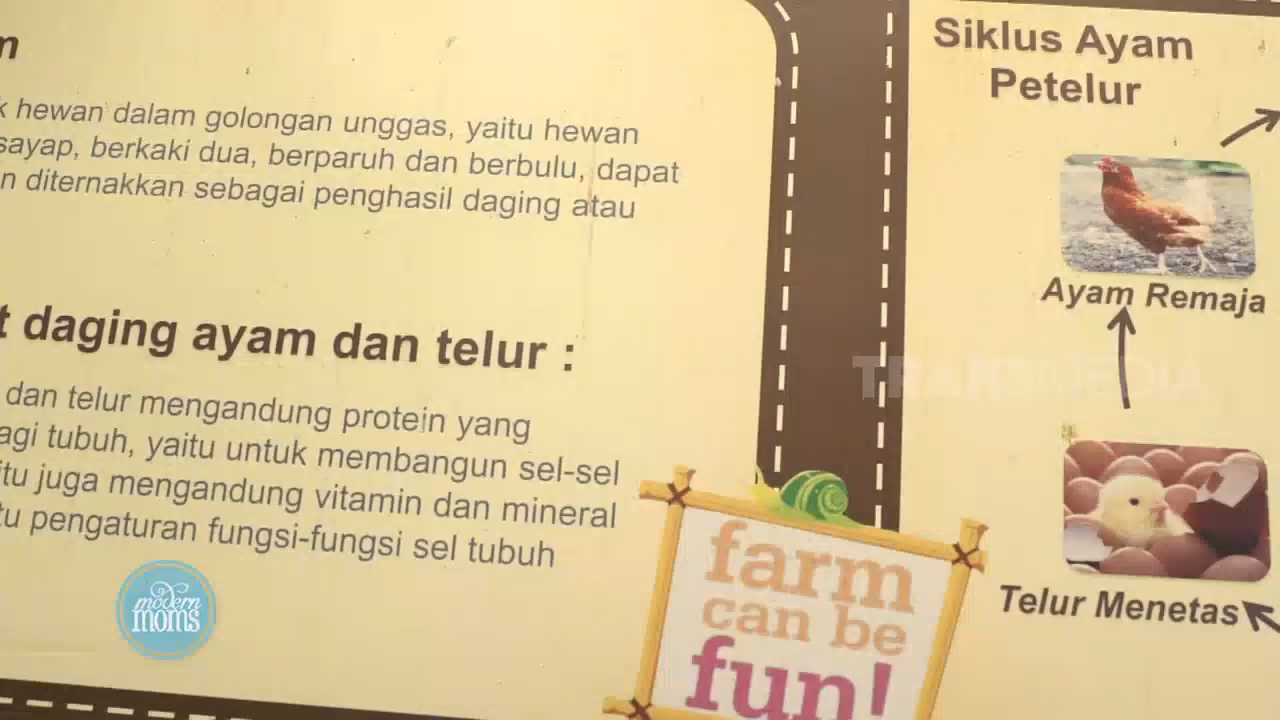 k hewan dalam golongan unggas, yaitu hewan
sayap, berkaki dua, berparuh dan berbulu, dapat
n diternakkan sebagai penghasil daging atau
t daging ayam dan telur :
dan telur mengandung protein yang
agi tubuh, yaitu untuk membangun sel-sel
itu juga mengandung vitamin dan mineral
tu pengaturan fungsi-fungsi sel tubuh
modern
moms
farm
can be
fun!
Siklus Ayam
Petelur
Ayam Remaja
TRANSMEDIA
Telur Menetas